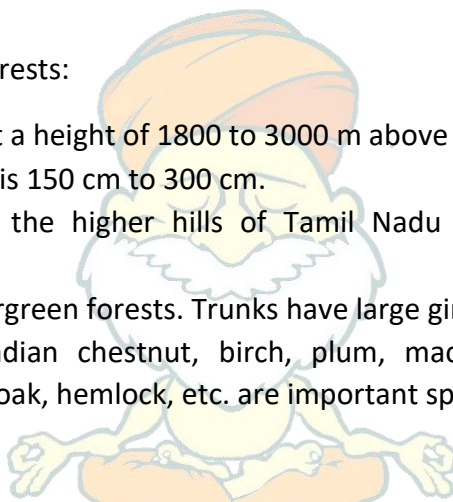 rests:
t a height of 1800 to 3000 m above
is 150 cm to 300 cm.
the higher hills of Tamil Nadu
rgreen forests. Trunks have large gir
dian chestnut, birch, plum, mac
oak, hemlock, etc. are important sp